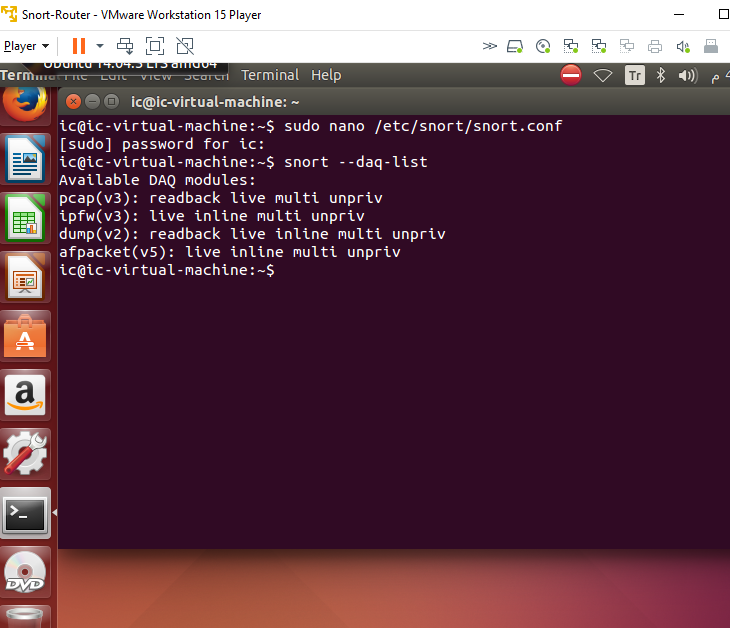 Snort-Router - VMware Workstation 15 Player
Player
Ubuntu 14.04.5 LTS amd64
Terminal File Edit View Search Terminal Help
Tr
ic@ic-virtual-machine: ~
ic@ic-virtual-machine:~$ sudo nano /etc/snort/snort.conf
[sudo] password for ic:
ic@ic-virtual-machine:~$ snort --daq-list
Available DAQ modules:
pcap(v3): readback live multi unpriv
ipfw(v3): live inline multi unpriv
dump(v2): readback live inline multi unpriv
afpacket(v5): live inline multi unpriv
ic@ic-virtual-machine:~$
A
a
>_
DVD